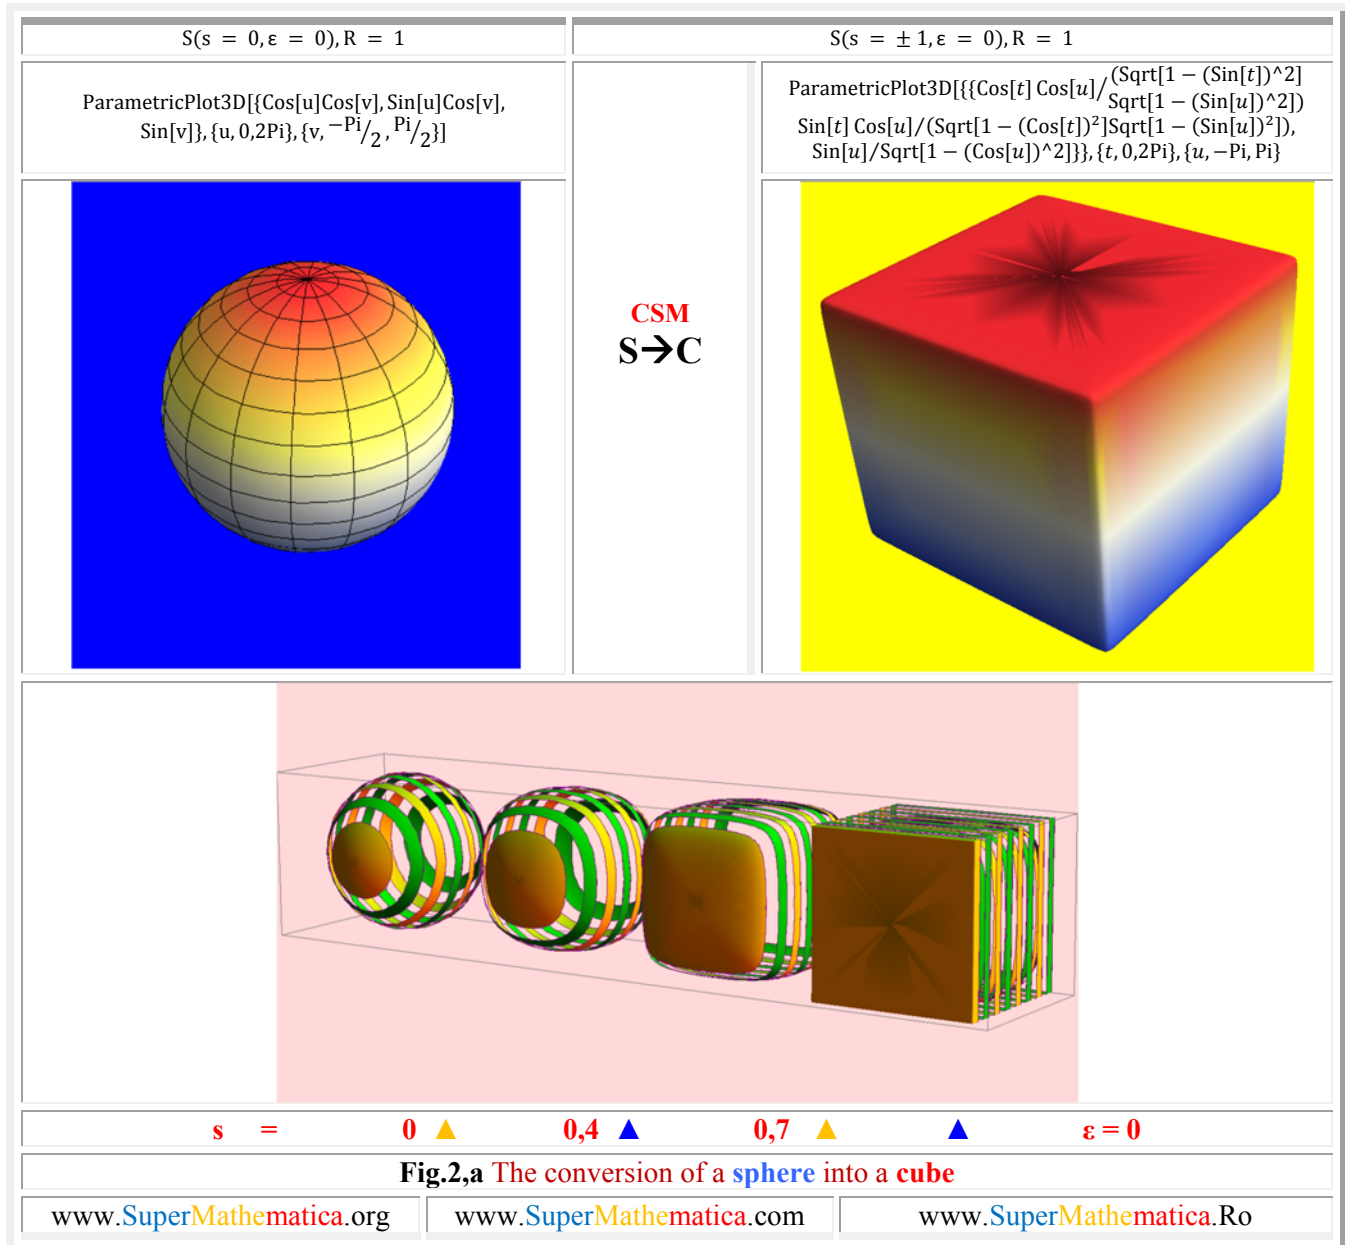 S(s = 0, ε = 0), R = 1
S(s = ± 1, ε = 0), R = 1
ParametricPlot3D[{Cos[u]Cos[v], Sin[u]Cos[v],
Sin[v]}, {u, 0,2Pi}, {v, −Pi/2, Pi/2}]
ParametricPlot3D[{{Cos[t] Cos[u]/(Sqrt[1 − (Sin[t])^2]
Sqrt[1 − (Sin[u])^2])
Sin[t] Cos[u]/(Sqrt[1 − (Cos[t])²]Sqrt[1 − (Sin[u])²]),
Sin[u]/Sqrt[1 − (Cos[u])^2]}}, {t, 0,2Pi}, {u, −Pi, Pi}
CSM
S→C
s = 0 ▲ 0,4 ▲ 0,7 ▲ ▲ ε = 0
Fig.2,a The conversion of a sphere into a cube
www.SuperMathematica.org
www.SuperMathematica.com
www.SuperMathematica.Ro